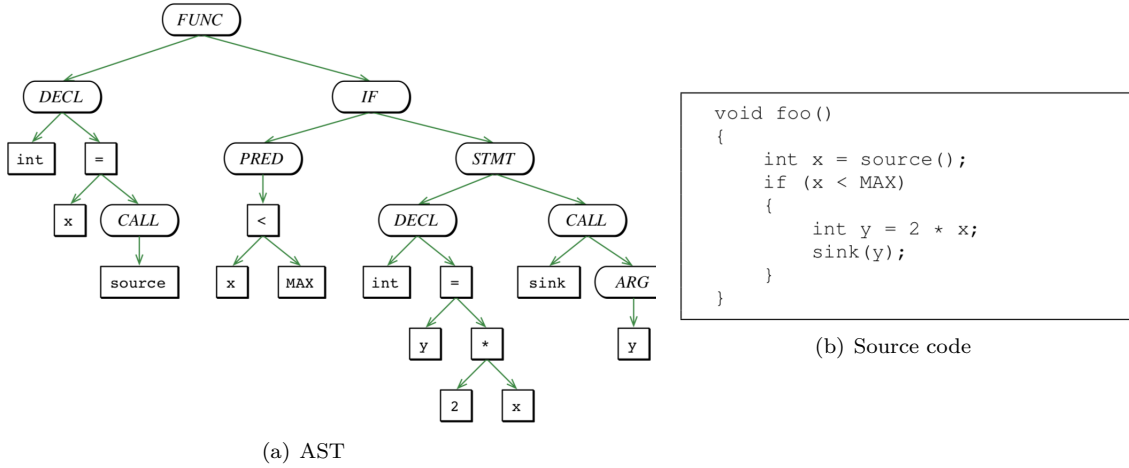 FUNC
DECL
IF
int
=
PRED
STMT
x
CALL
<
DECL
CALL
source
x
MAX
int
=
sink
ARG
y
*
y
2
x
(a) AST
void foo()
{
int x = source();
if (x < MAX)
{
int y = 2 * x;
sink(y);
}
}
(b) Source code